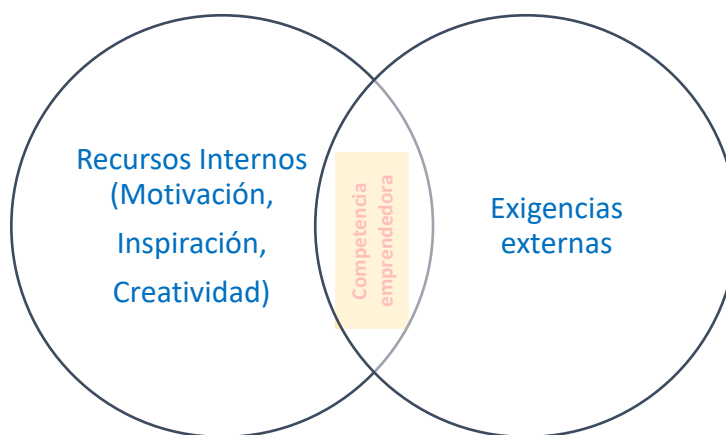 Recursos Internos
(Motivación,
Inspiración,
Creatividad)
Competencia
emprendedora
Exigencias
externas